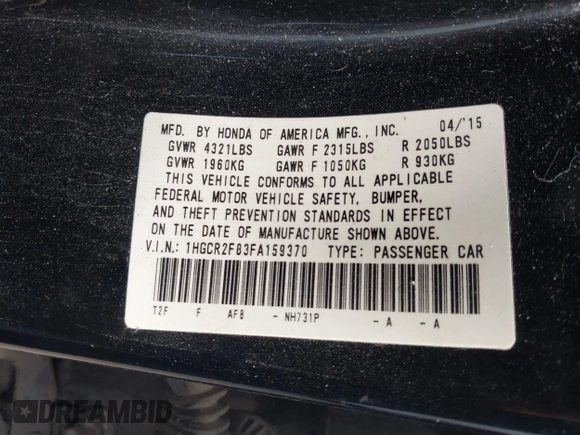 MFD. BY HONDA OF AMERICA MFG., INC. 04/'15
GVWR 4321LBS GAWR F 2315LBS R 2050LBS
GVWR 1960KG GAWR F 1050KG R 930KG
THIS VEHICLE CONFORMS TO ALL APPLICABLE
FEDERAL MOTOR VEHICLE SAFETY, BUMPER,
AND THEFT PREVENTION STANDARDS IN EFFECT
ON THE DATE OF MANUFACTURE SHOWN ABOVE.
V.I.N.: 1HGCR2F83FA159370 TYPE: PASSENGER CAR
T2F F AF8 - NH731P - A - A
DREAMBID